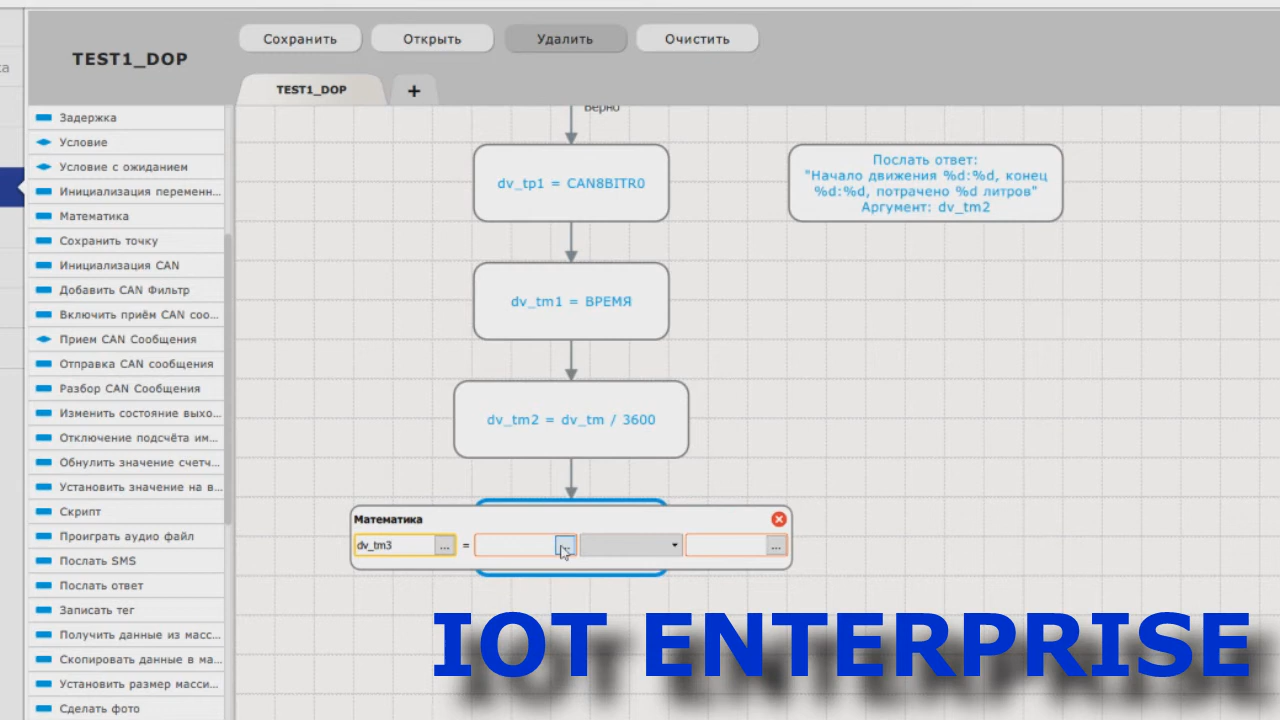 ка
TEST1_DOP
Сохранить
Открыть
Удалить
Очистить
TEST1_DOP
+
Задержка
Условие
Условие с ожиданием
Инициализация переменн...
Математика
Сохранить точку
Инициализация CAN
Добавить CAN Фильтр
Включить приём CAN соо...
Прием CAN Сообщения
Отправка CAN сообщения
Разбор CAN Сообщения
Изменить состояние выхо...
Отключение подсчёта им...
Обнулить значение счетч...
Установить значение на в...
Скрипт
Проиграть аудио файл
Послать SMS
Послать ответ
Записать тег
Получить данные из масс...
Скопировать данные в ма...
Установить размер масси...
Сделать фото
Верно
dv_tp1 = CAN8BITR0
dv_tm1 = ВРЕМЯ
dv_tm2 = dv_tm / 3600
Послать ответ:
"Начало движения %d:%d, конец
%d:%d, потрачено %d литров"
Аргумент: dv_tm2
Математика
dv_tm3 ... = ... ...
IOT ENTERPRISE